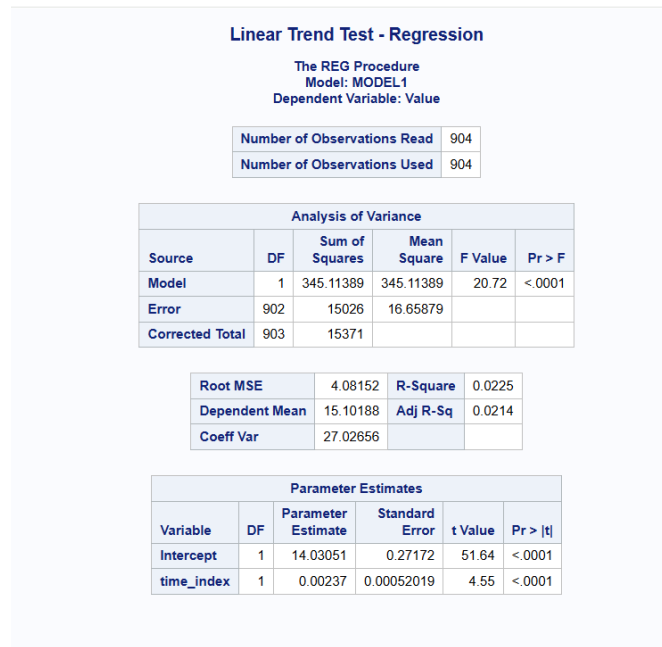 Linear Trend Test - Regression
The REG Procedure
Model: MODEL1
Dependent Variable: Value
Number of Observations Read 904
Number of Observations Used 904
Analysis of Variance
Source DF Sum of Squares Mean Square F Value Pr > F
Model 1 345.11389 345.11389 20.72 <.0001
Error 902 15026 16.65879
Corrected Total 903 15371
Root MSE 4.08152 R-Square 0.0225
Dependent Mean 15.10188 Adj R-Sq 0.0214
Coeff Var 27.02656
Parameter Estimates
Variable DF Parameter Estimate Standard Error t Value Pr > |t|
Intercept 1 14.03051 0.27172 51.64 <.0001
time_index 1 0.00237 0.00052019 4.55 <.0001